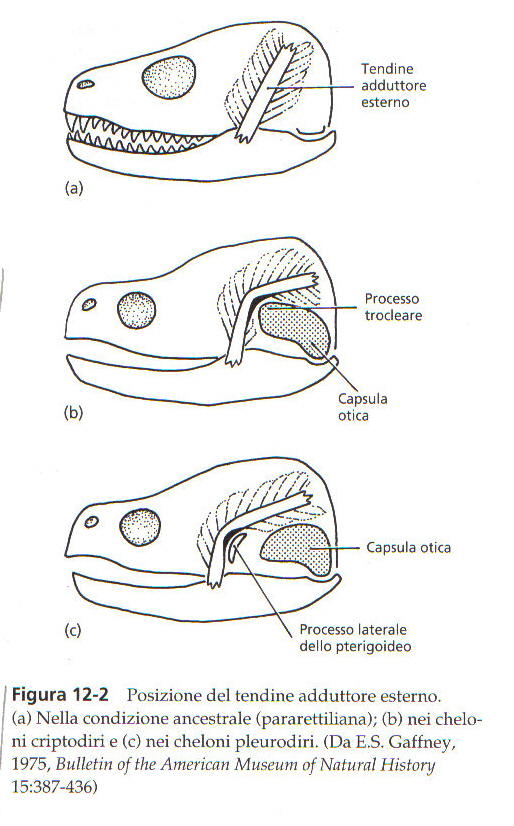 Tendine
adduttore
esterno
(a)
Processo
trocleare
Capsula
otica
(b)
Capsula otica
Processo laterale
dello pterigoideo
(c)
Figura 12-2 Posizione del tendine adduttore esterno.
(a) Nella condizione ancestrale (pararettiliana); (b) nei chelo-
ni criptodiri e (c) nei cheloni pleurodiri. (Da E.S. Gaffney,
1975, Bulletin of the American Museum of Natural History
15:387-436)